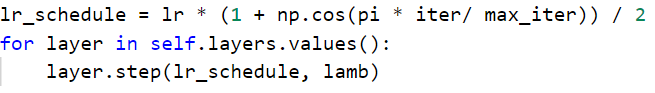 lr_schedule = lr * (1 + np.cos(pi * iter/ max_iter)) / 2
for layer in self.layers.values():
    layer.step(lr_schedule, lamb)